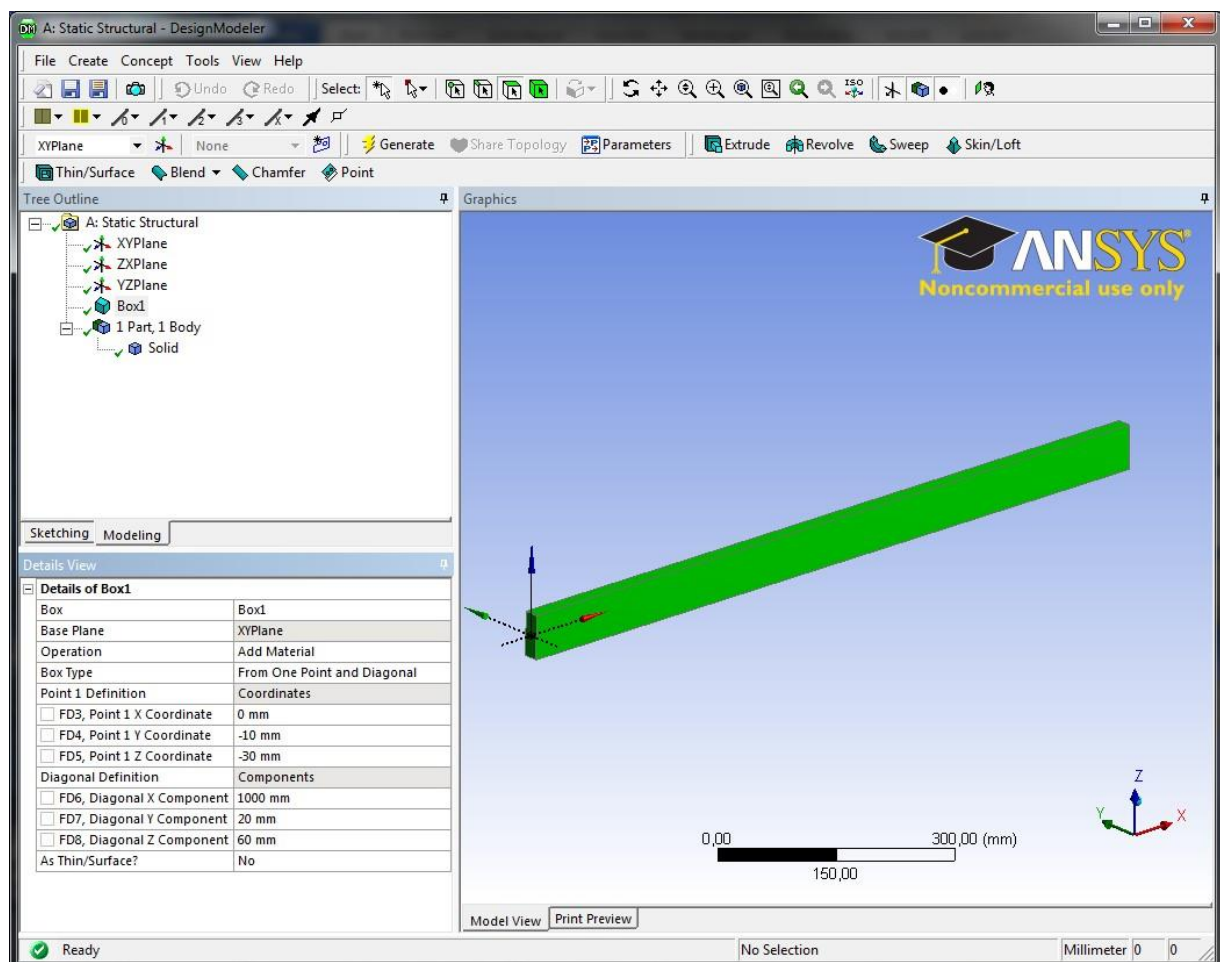 DM A: Static Structural - DesignModeler
File Create Concept Tools View Help
Undo Redo Select: ISO
XYPlane None Generate Share Topology Parameters Extrude Revolve Sweep Skin/Loft
Thin/Surface Blend Chamfer Point
Tree Outline
A: Static Structural
XYPlane
ZXPlane
YZPlane
Box1
1 Part, 1 Body
Solid
Sketching Modeling
Details View
Details of Box1
Box Box1
Base Plane XYPlane
Operation Add Material
Box Type From One Point and Diagonal
Point 1 Definition Coordinates
FD3, Point 1 X Coordinate 0 mm
FD4, Point 1 Y Coordinate -10 mm
FD5, Point 1 Z Coordinate -30 mm
Diagonal Definition Components
FD6, Diagonal X Component 1000 mm
FD7, Diagonal Y Component 20 mm
FD8, Diagonal Z Component 60 mm
As Thin/Surface? No
Graphics
ANSYS
Noncommercial use only
Z
Y X
0,00 300,00 (mm)
150,00
Model View Print Preview
Ready No Selection Millimeter 0 0